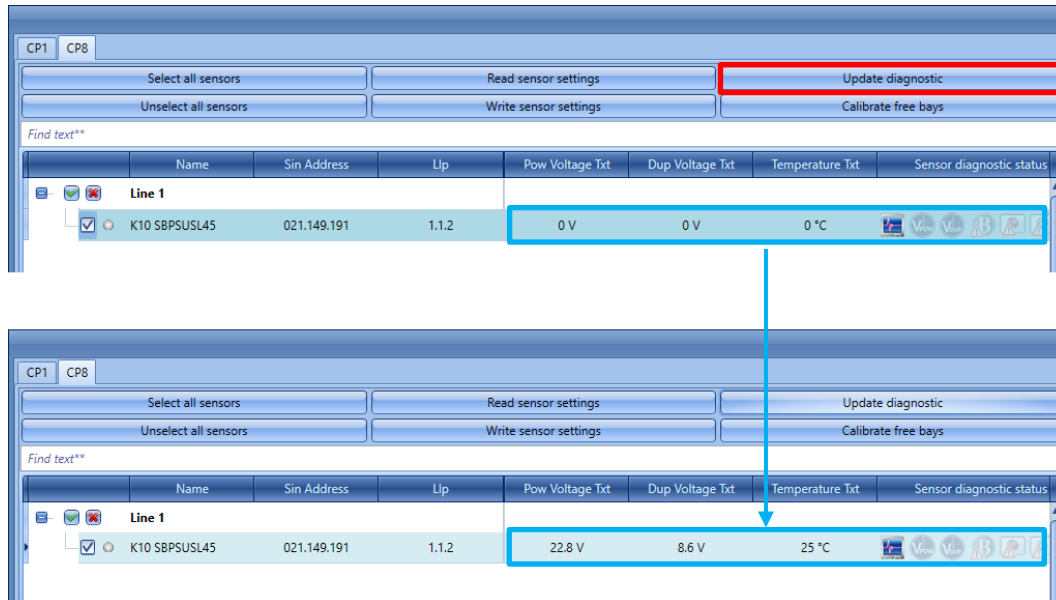 CP1 CP8
Select all sensors Read sensor settings Update diagnostic
Unselect all sensors Write sensor settings Calibrate free bays
Find text**
Name Sin Address Llp Pow Voltage Txt Dup Voltage Txt Temperature Txt Sensor diagnostic status
Line 1
K10 SBPSUSL45 021.149.191 1.1.2 0 V 0 V 0 °C
CP1 CP8
Select all sensors Read sensor settings Update diagnostic
Unselect all sensors Write sensor settings Calibrate free bays
Find text**
Name Sin Address Llp Pow Voltage Txt Dup Voltage Txt Temperature Txt Sensor diagnostic status
Line 1
K10 SBPSUSL45 021.149.191 1.1.2 22.8 V 8.6 V 25 °C